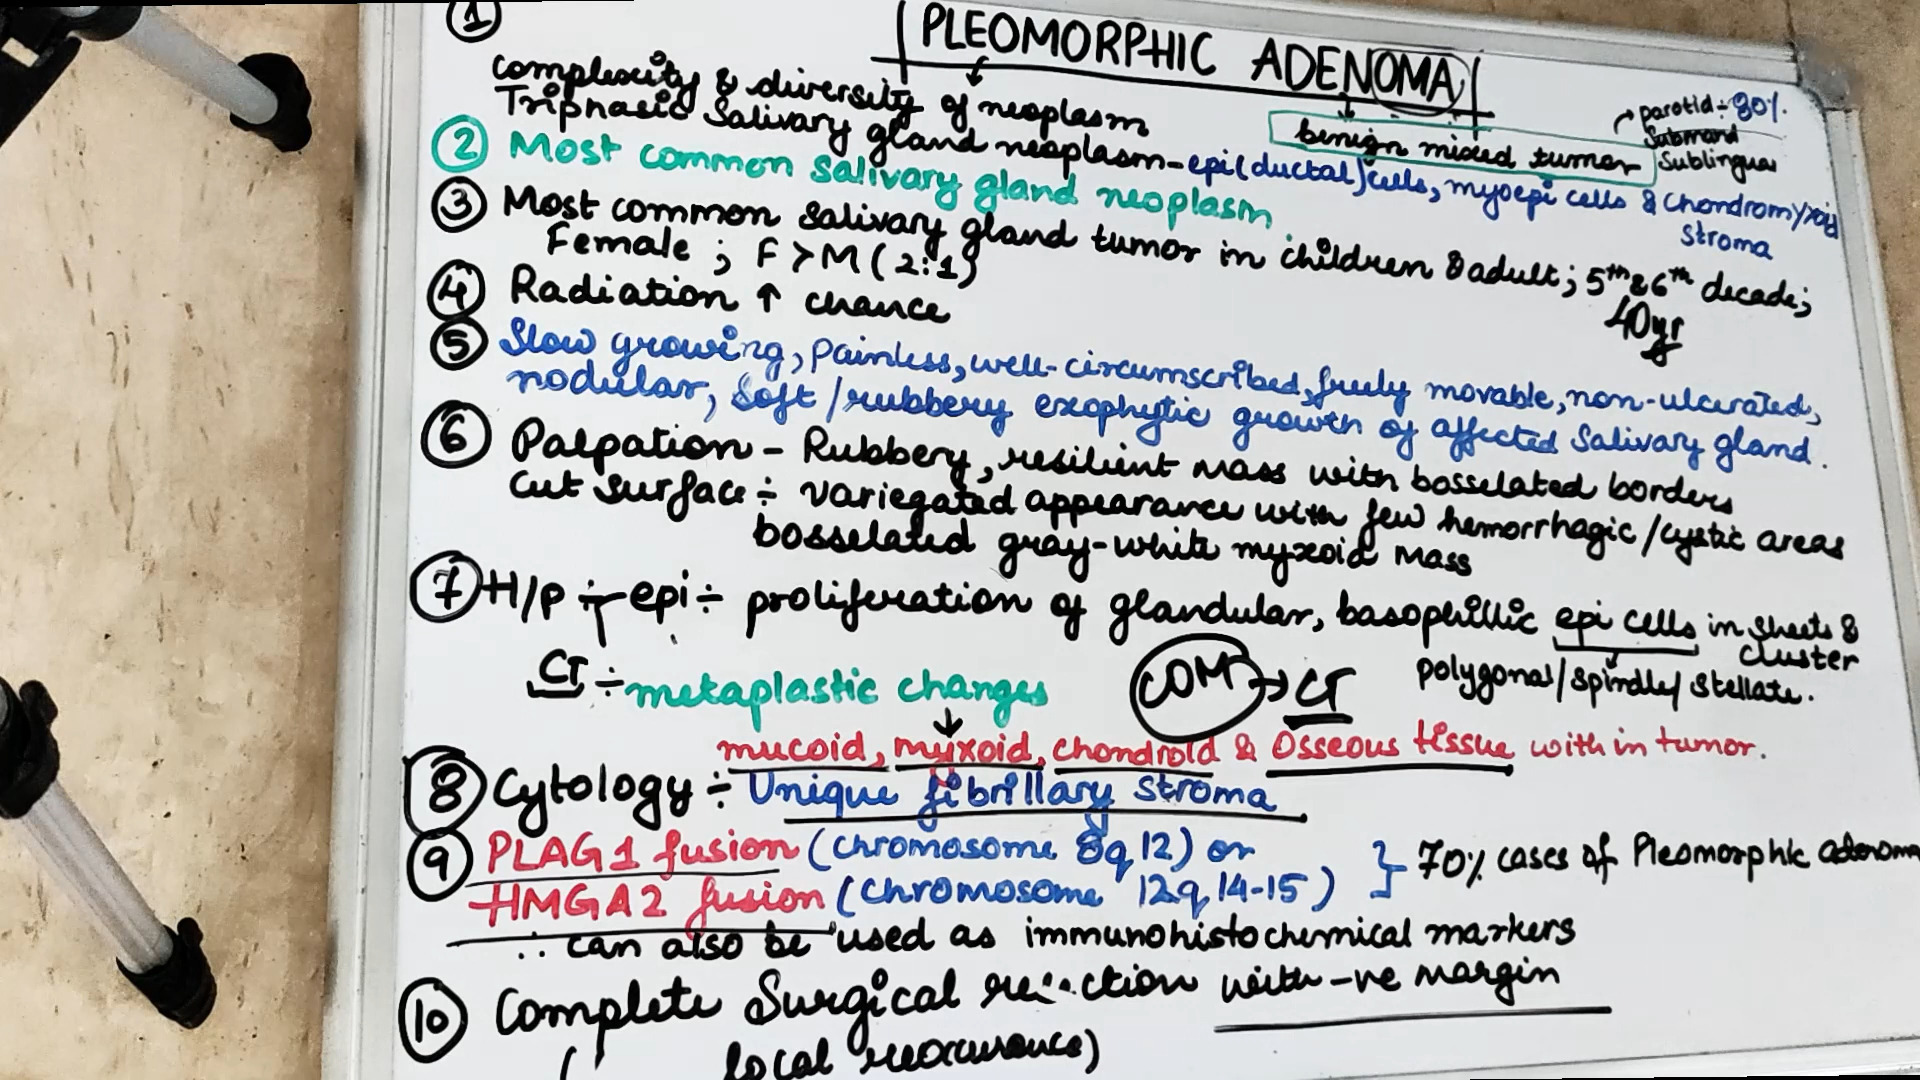 PLEOMORPHIC ADENOMA
① complexity & diversity of neoplasm
benign mixed tumor
parotid ÷ 80%.
Submand
Sublingua
Triphasic Salivary gland neoplasm - epi (ductal) cells, myoepi cells & chondromyxoid stroma
② Most common salivary gland neoplasm.
③ Most common salivary gland tumor in children & adult; 5th & 6th decade;
40yr
Female ; F > M (2:1)
④ Radiation ↑ chance
⑤ Slow growing, painless, well-circumscribed, freely movable, non-ulcerated,
nodular, soft / rubbery exophytic growth of affected salivary gland.
⑥ Palpation - Rubbery, resilient mass with bosselated borders
Cut surface ÷ variegated appearance with few hemorrhagic / cystic areas
bosselated gray-white myxoid mass
⑦ H/p ÷ epi ÷ proliferation of glandular, basophillic epi cells in sheets & cluster
polygonal / spindle / stellate.
CT ÷ metaplastic changes
COM → CT
↓
mucoid, myxoid, chondroid & Osseous tissue with in tumor.
⑧ Cytology ÷ Unique fibrillary stroma
⑨ PLAG1 fusion (chromosome 8q 12) or
HMGA2 fusion (chromosome 12q 14-15) } 70% cases of Pleomorphic adenoma
∴ can also be used as immunohistochemical markers
⑩ Complete Surgical with -ve margin
local